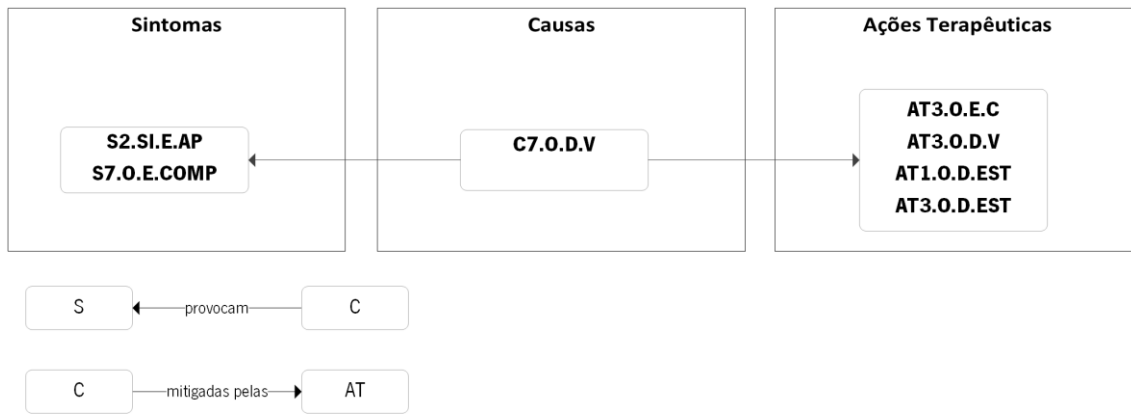 Sintomas
Causas
Ações Terapêuticas
S2.SI.E.AP
S7.O.E.COMP
C7.O.D.V
AT3.O.E.C
AT3.O.D.V
AT1.O.D.EST
AT3.O.D.EST
S
provocam
C
C
mitigadas pelas
AT